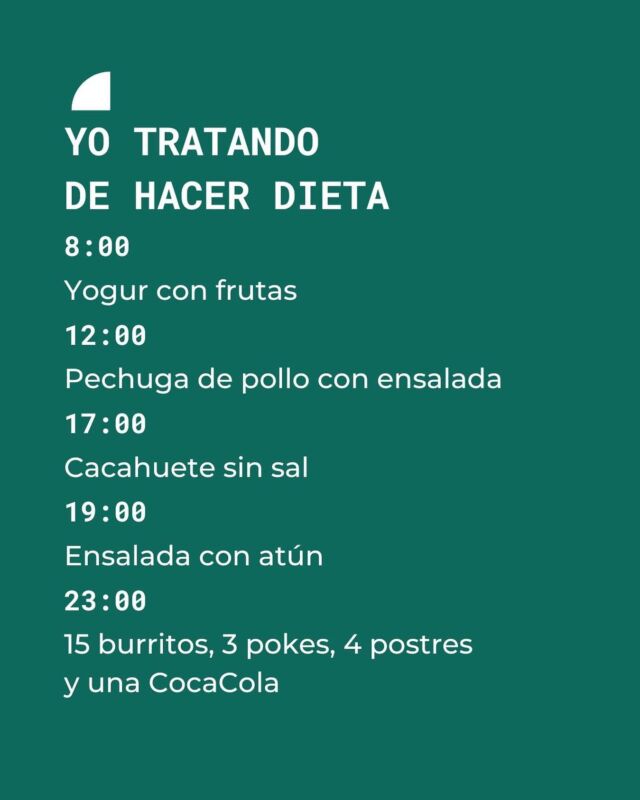 YO TRATANDO
DE HACER DIETA
8:00
Yogur con frutas
12:00
Pechuga de pollo con ensalada
17:00
Cacahuete sin sal
19:00
Ensalada con atún
23:00
15 burritos, 3 pokes, 4 postres
y una CocaCola